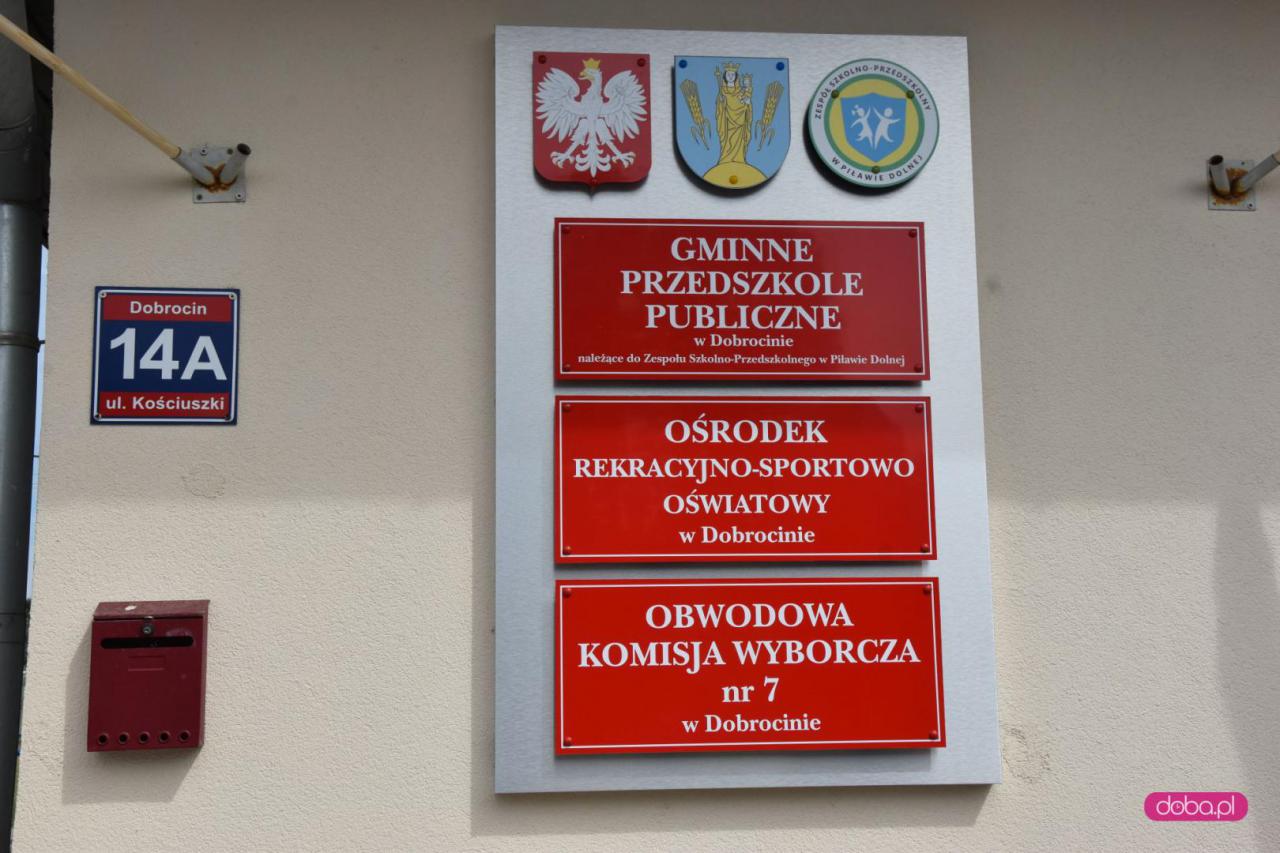 ZESPÓŁ SZKOLNO-PRZEDSZKOLNY
W PIŁAWIE DOLNEJ
GMINNE
PRZEDSZKOLE
PUBLICZNE
w Dobrocinie
należące do Zespołu Szkolno-Przedszkolnego w Piławie Dolnej
Dobrocin
14A
ul. Kościuszki
OŚRODEK
REKRACYJNO-SPORTOWO
OŚWIATOWY
w Dobrocinie
OBWODOWA
KOMISJA WYBORCZA
nr 7
w Dobrocinie
doba.pl